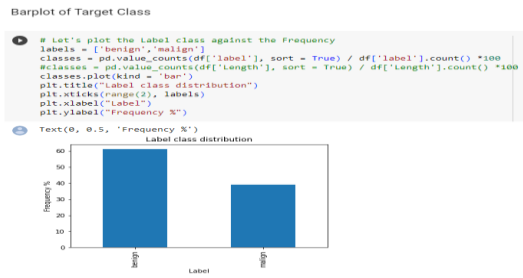 Barplot of Target Class
# Let's plot the Label class against the Frequency
labels = ['benign','malign']
classes = pd.value_counts(df['label'], sort = True) / df['label'].count() *100
#classes = pd.value_counts(df['Length'], sort = True) / df['Length'].count() *100
classes.plot(kind = 'bar')
plt.title("Label class distribution")
plt.xticks(range(2), labels)
plt.xlabel("Label")
plt.ylabel("Frequency %")
Text(0, 0.5, 'Frequency %')
Label class distribution
60
50
40
30
20
10
0
Frequency %
benign
malign
Label